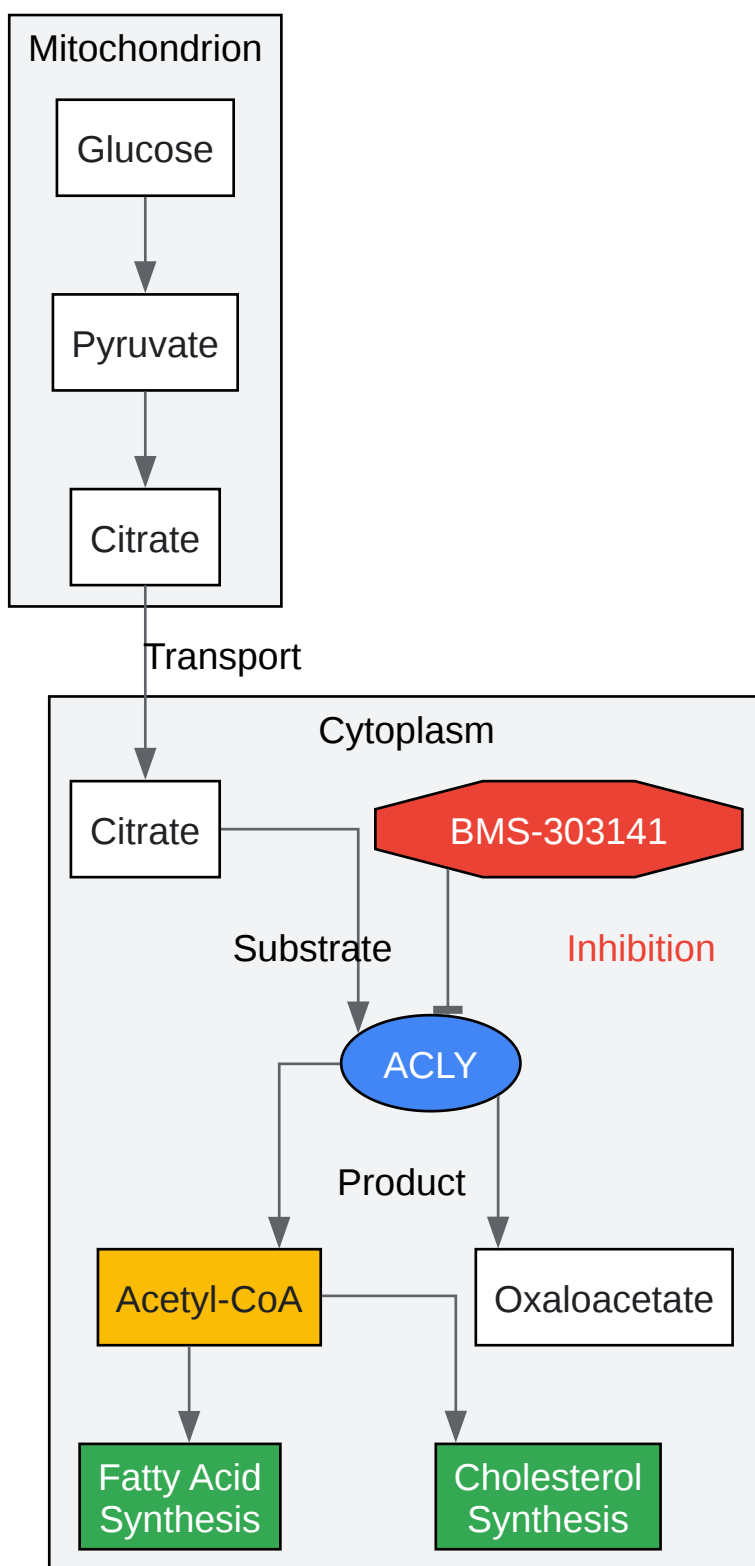 Mitochondrion
Glucose
Pyruvate
Citrate
Transport
Cytoplasm
Citrate
BMS-303141
Substrate
Inhibition
ACLY
Product
Acetyl-CoA
Oxaloacetate
Fatty Acid
Synthesis
Cholesterol
Synthesis